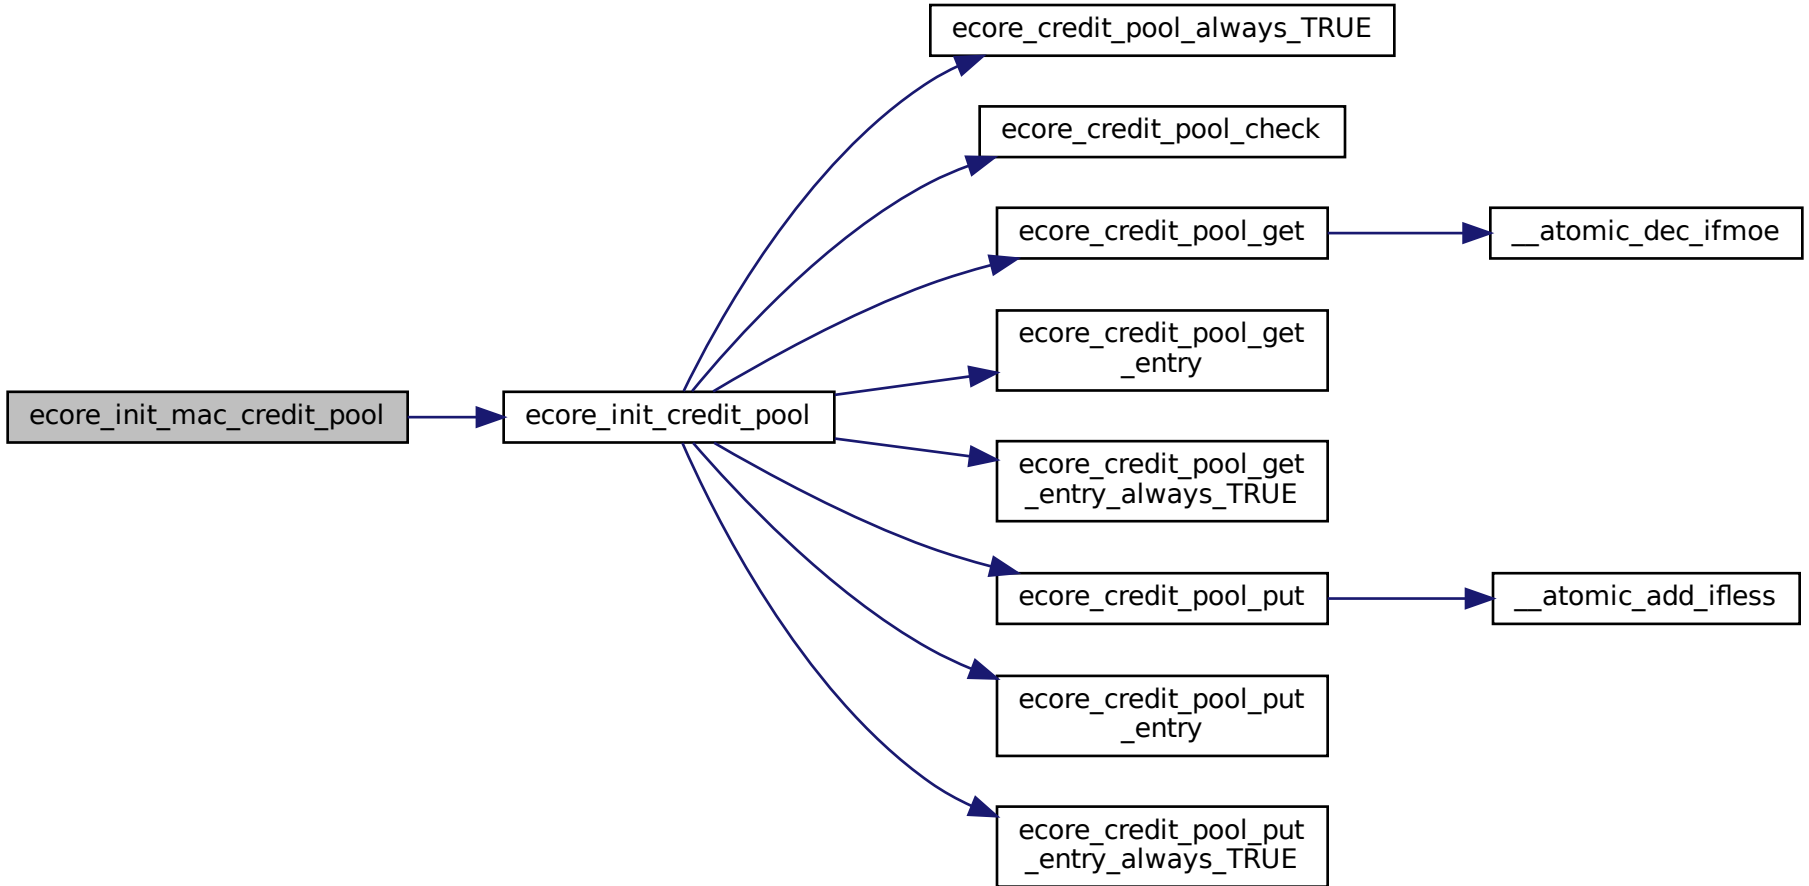 ecore_init_mac_credit_pool
ecore_init_credit_pool
ecore_credit_pool_always_TRUE
ecore_credit_pool_check
ecore_credit_pool_get
__atomic_dec_ifmoe
ecore_credit_pool_get
_entry
ecore_credit_pool_get
_entry_always_TRUE
ecore_credit_pool_put
__atomic_add_ifless
ecore_credit_pool_put
_entry
ecore_credit_pool_put
_entry_always_TRUE